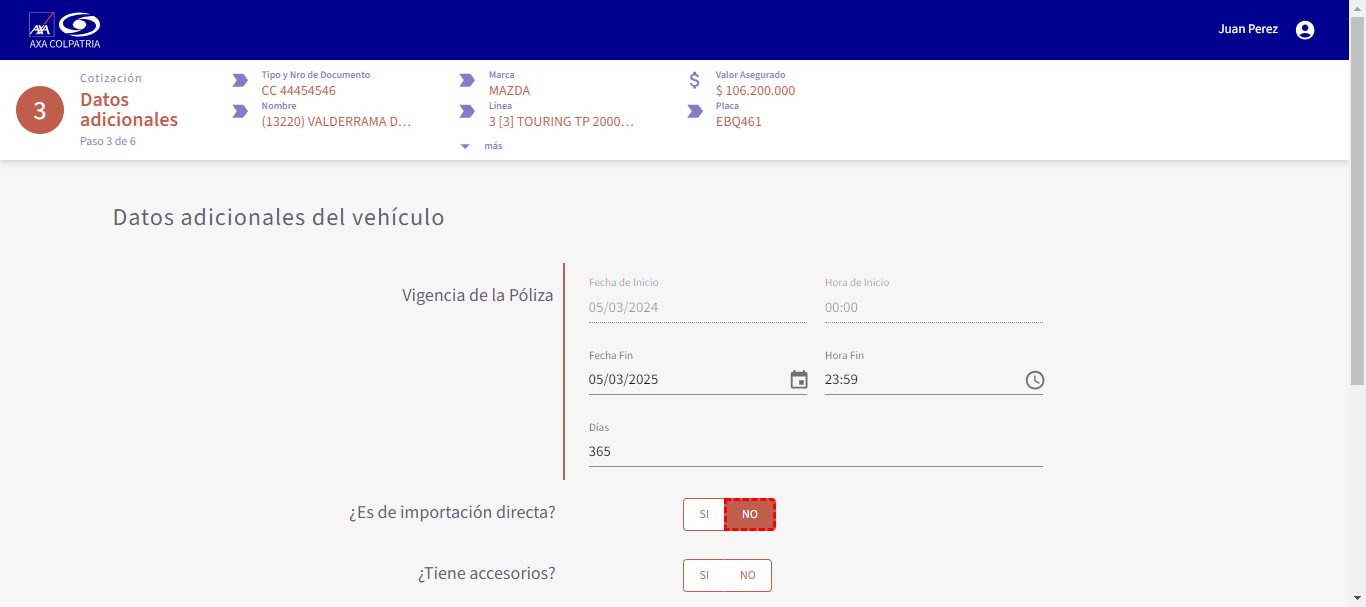 AXA
AXA COLPATRIA
Juan Perez
3
Cotización
Datos
adicionales
Paso 3 de 6
Tipo y Nro de Documento
CC 44454546
Nombre
(13220) VALDERRAMA D...
Marca
MAZDA
Línea
3 [3] TOURING TP 2000...
más
$
Valor Asegurado
$ 106.200.000
Placa
EBQ461
Datos adicionales del vehículo
Vigencia de la Póliza
Fecha de Inicio
05/03/2024
Hora de Inicio
00:00
Fecha Fin
05/03/2025
Hora Fin
23:59
Días
365
¿Es de importación directa?
SI NO
¿Tiene accesorios?
SI NO